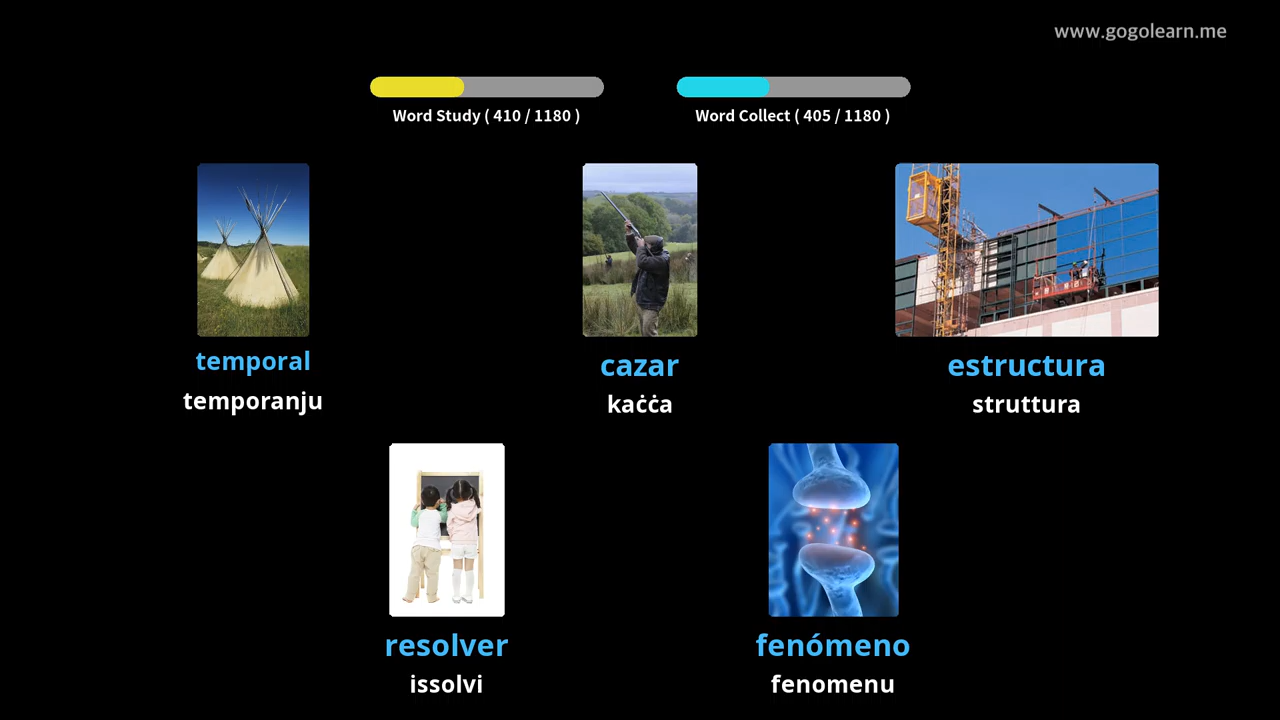 www.gogolearn.me
Word Study ( 410 / 1180 )
Word Collect ( 405 / 1180 )
temporal
temporanju
cazar
kaċċa
estructura
struttura
resolver
issolvi
fenómeno
fenomenu